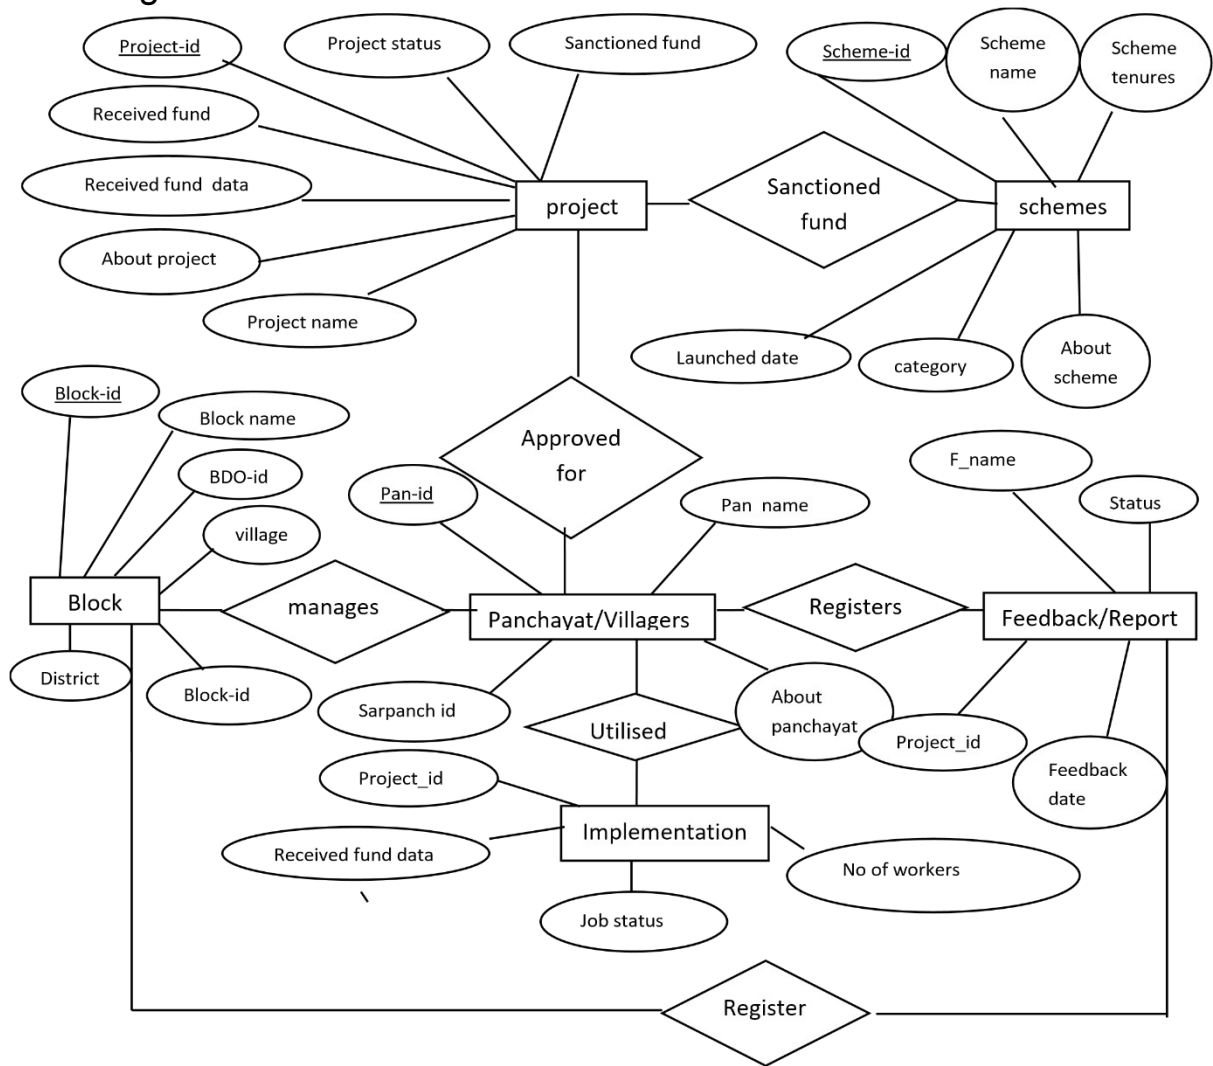 Project-id
Project status
Sanctioned fund
Scheme-id
Scheme
name
Scheme
tenures
Received fund
Received fund  data
project
Sanctioned
fund
schemes
About project
Project name
Launched date
category
About
scheme
Block-id
Block name
BDO-id
village
Approved
for
Pan-id
Pan  name
F_name
Status
Block
manages
Panchayat/Villagers
Registers
Feedback/Report
District
Block-id
Sarpanch id
Utilised
About
panchayat
Project_id
Feedback
date
Project_id
Received fund data
Implementation
No of workers
Job status
Register